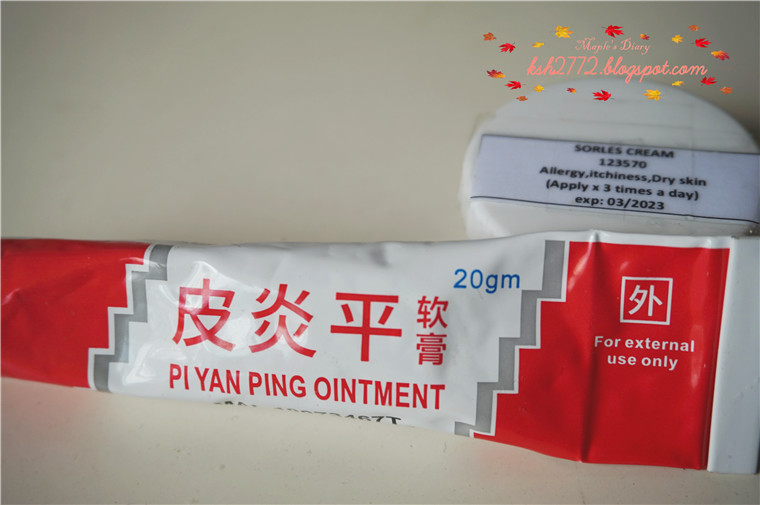 Maple's Diary
ksh2772.blogspot.com
SORLES CREAM
123570
Allergy,itchiness,Dry skin
(Apply x 3 times a day)
exp: 03/2023
20gm
皮炎平
软膏
PI YAN PING OINTMENT
外
For external
use only